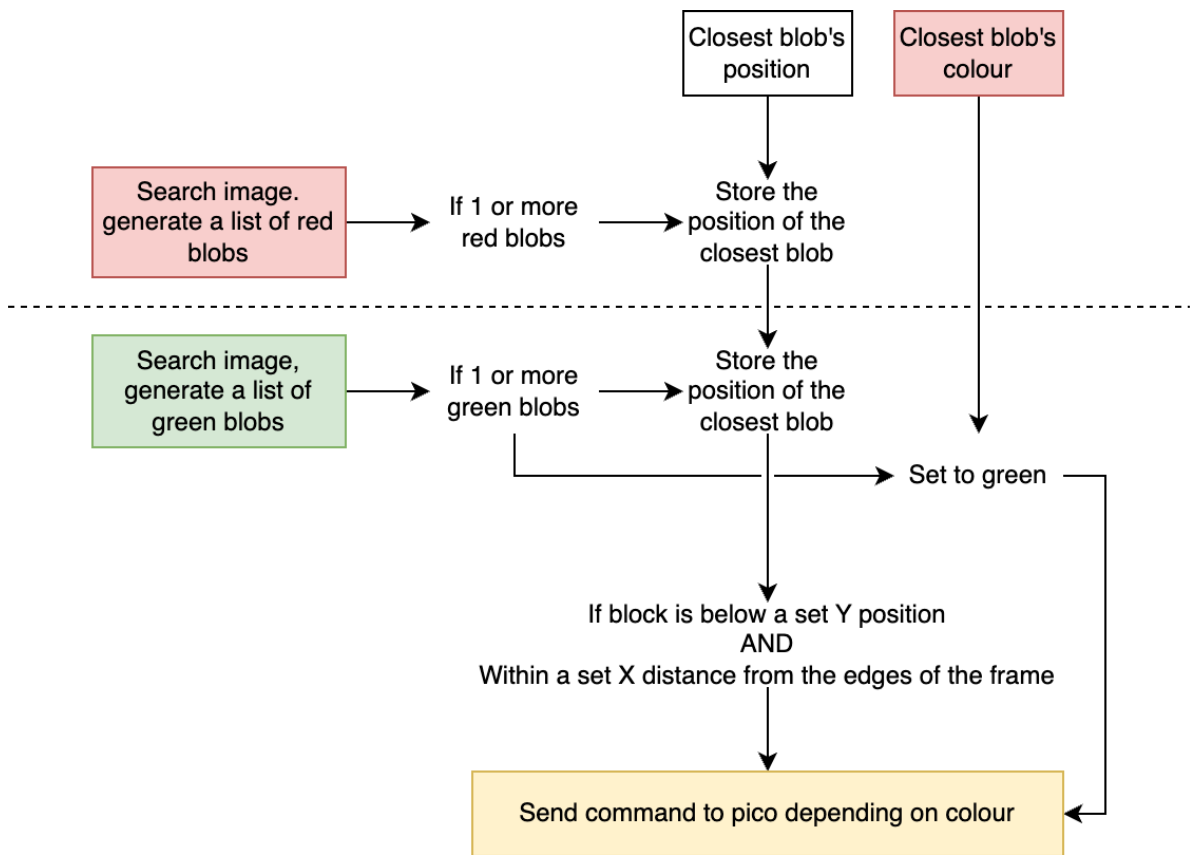 Closest blob's
position
Closest blob's
colour
Search image.
generate a list of red
blobs
If 1 or more
red blobs
Store the
position of the
closest blob
Search image,
generate a list of
green blobs
If 1 or more
green blobs
Store the
position of the
closest blob
Set to green
If block is below a set Y position
AND
Within a set X distance from the edges of the frame
Send command to pico depending on colour